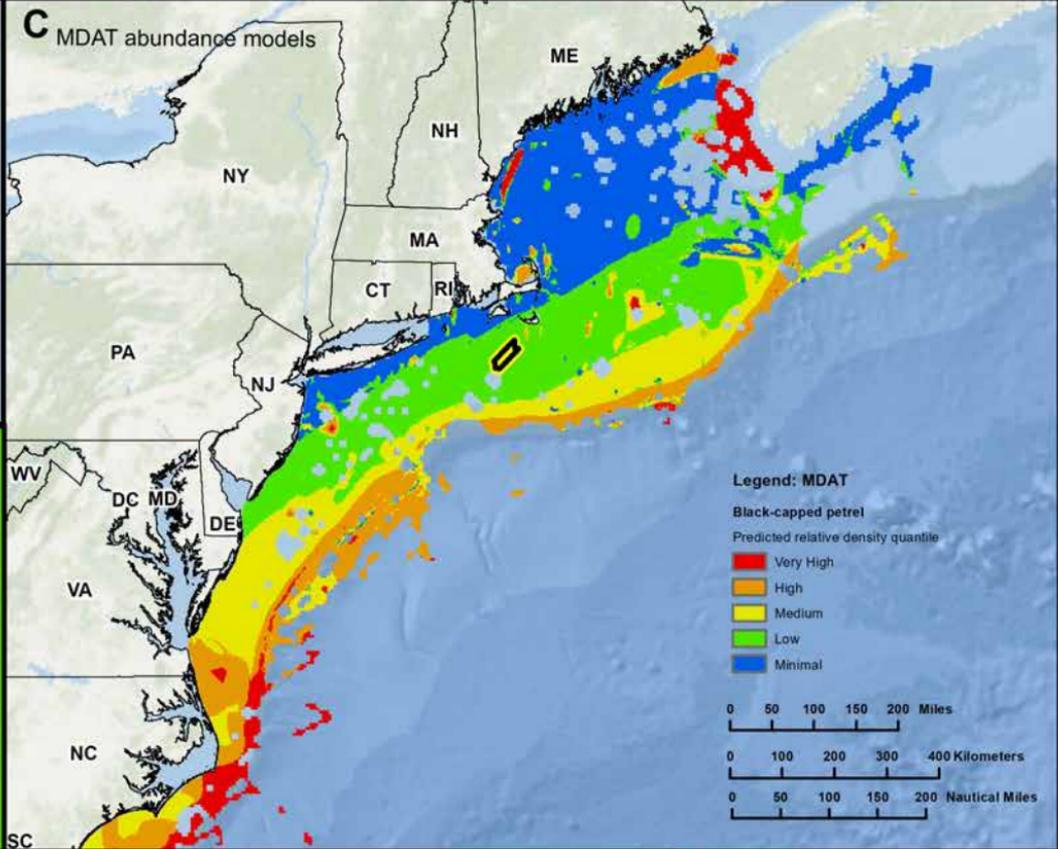 C MDAT abundance models
ME
NH
NY
MA
CT
RI
PA
NJ
WV
DC
MD
DE
VA
NC
SC
Legend: MDAT
Black-capped petrel
Predicted relative density quantile
Very High
High
Medium
Low
Minimal
0 50 100 150 200 Miles
0 100 200 300 400 Kilometers
0 50 100 150 200 Nautical Miles